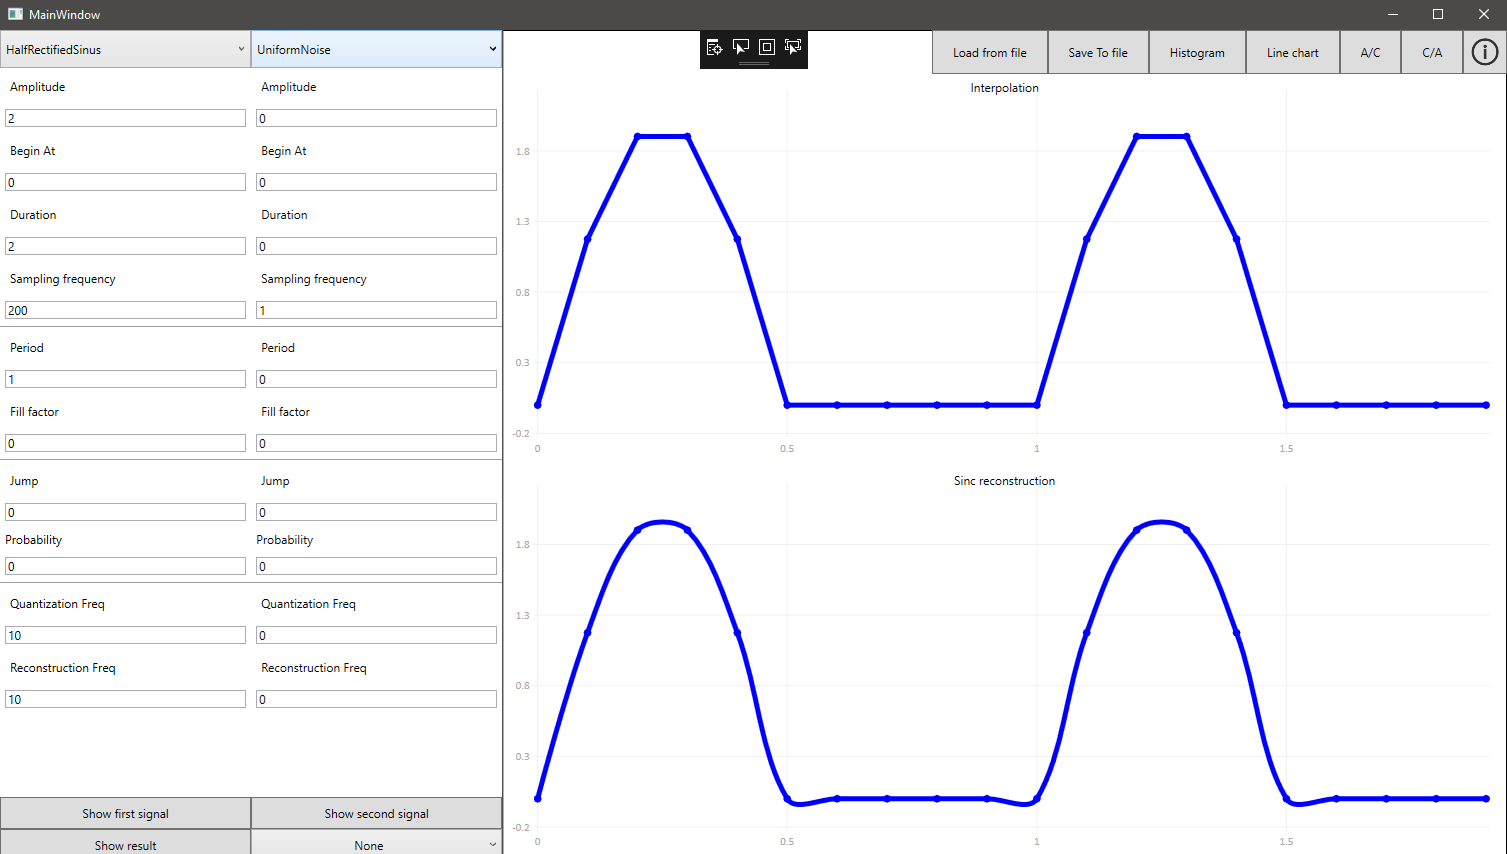 MainWindow
HalfRectifiedSinus UniformNoise
Load from file Save To file Histogram Line chart A/C C/A
Amplitude Amplitude
2 0
Begin At Begin At
0 0
Duration Duration
2 0
Sampling frequency Sampling frequency
200 1
Period Period
1 0
Fill factor Fill factor
0 0
Jump Jump
0 0
Probability Probability
0 0
Quantization Freq Quantization Freq
10 0
Reconstruction Freq Reconstruction Freq
10 0
Show first signal Show second signal
Show result None
Interpolation
1.8
1.3
0.8
0.3
-0.2
0 0.5 1 1.5
Sinc reconstruction
1.8
1.3
0.8
0.3
-0.2
0 0.5 1 1.5